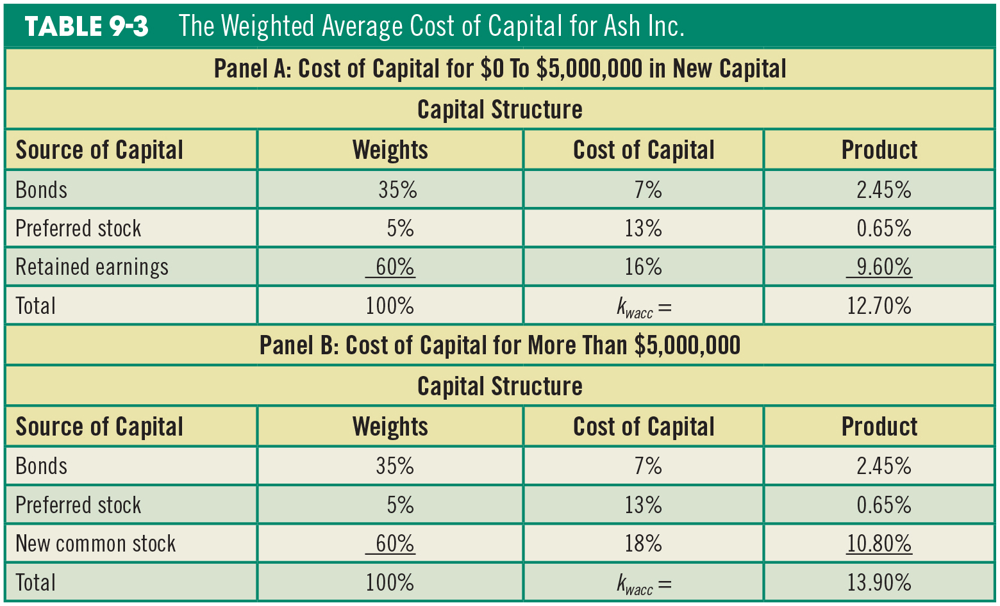 TABLE 9-3 The Weighted Average Cost of Capital for Ash Inc.
Panel A: Cost of Capital for $0 To $5,000,000 in New Capital
Capital Structure
Source of Capital Weights Cost of Capital Product
Bonds 35% 7% 2.45%
Preferred stock 5% 13% 0.65%
Retained earnings 60% 16% 9.60%
Total 100% kwacc = 12.70%
Panel B: Cost of Capital for More Than $5,000,000
Capital Structure
Source of Capital Weights Cost of Capital Product
Bonds 35% 7% 2.45%
Preferred stock 5% 13% 0.65%
New common stock 60% 18% 10.80%
Total 100% kwacc = 13.90%